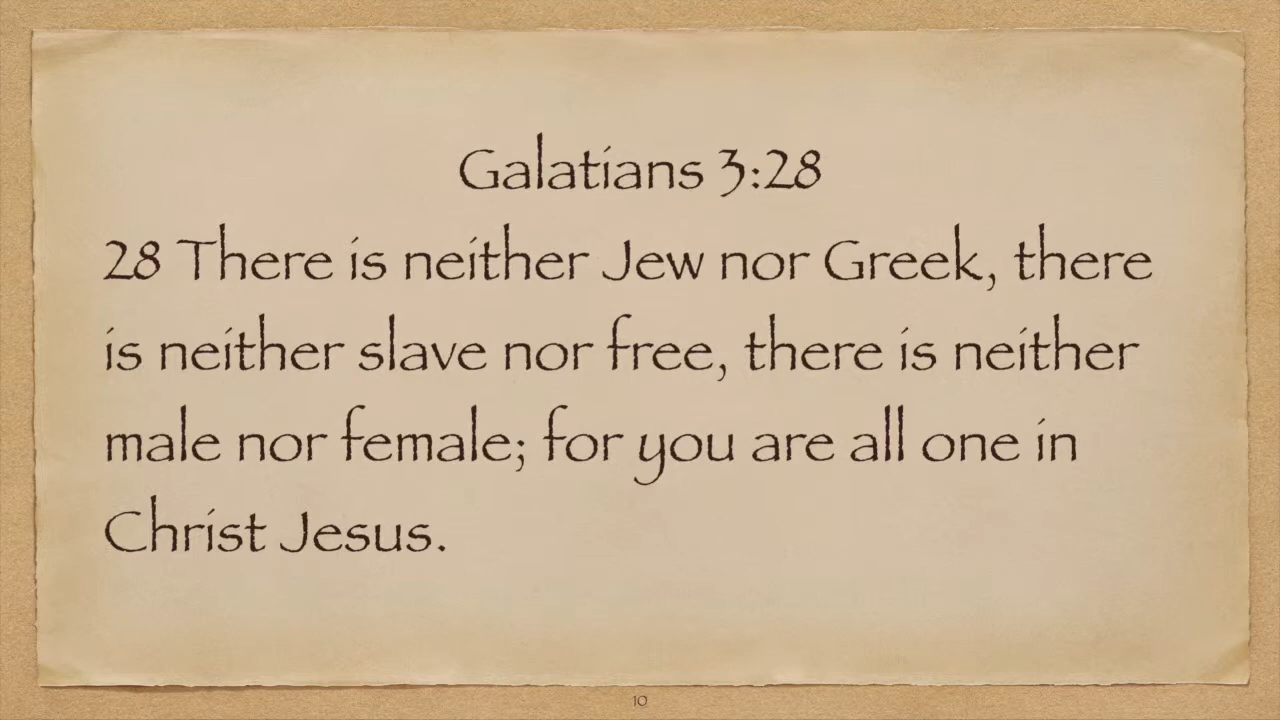 Galatians 3:28
28 There is neither Jew nor Greek, there
is neither slave nor free, there is neither
male nor female; for you are all one in
Christ Jesus.
10